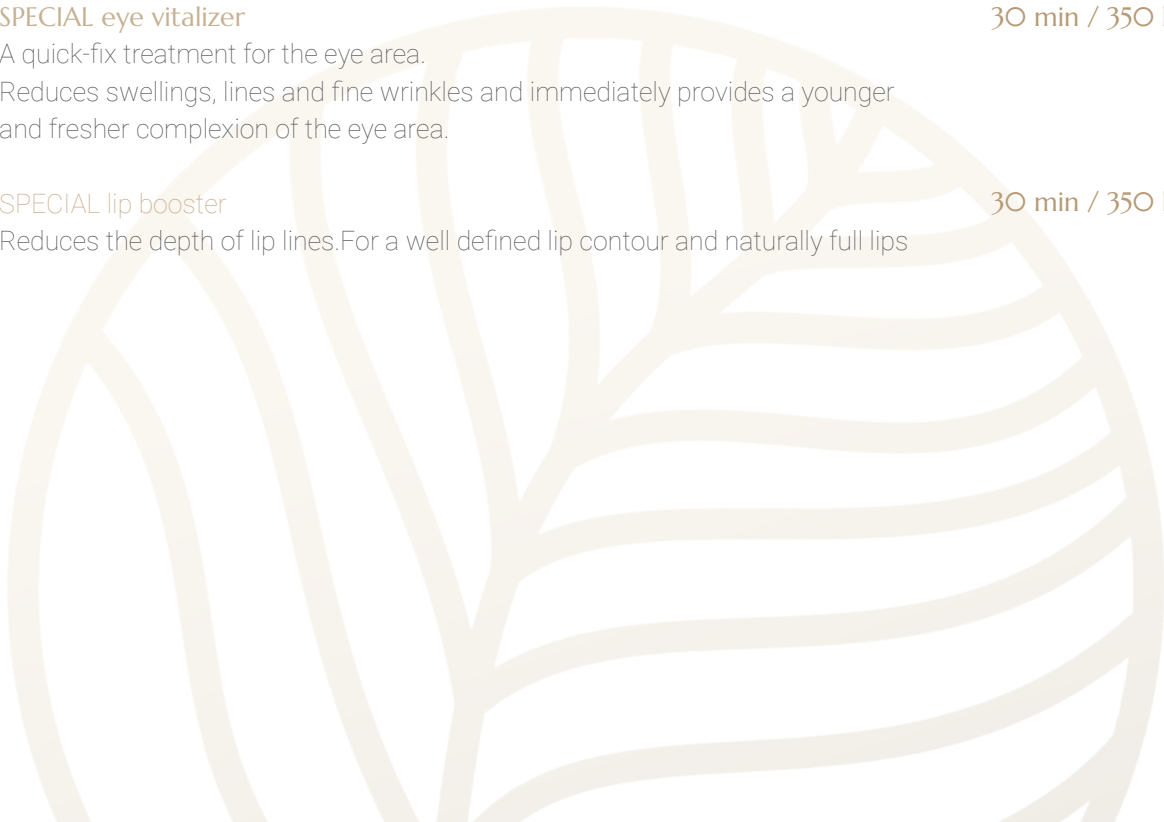 SPECIAL eye vitalizer 30 min / 350
A quick-fix treatment for the eye area.
Reduces swellings, lines and fine wrinkles and immediately provides a younger
and fresher complexion of the eye area.
SPECIAL lip booster 30 min / 350
Reduces the depth of lip lines.For a well defined lip contour and naturally full lips